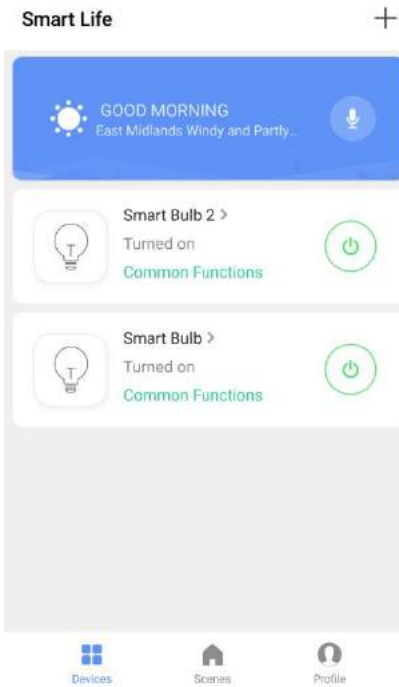 Smart Life
GOOD MORNING
East Midlands Windy and Partly...
Smart Bulb 2 >
Turned on
Common Functions
T
Smart Bulb >
Turned on
Common Functions
T
Devices
Scenes
Profile